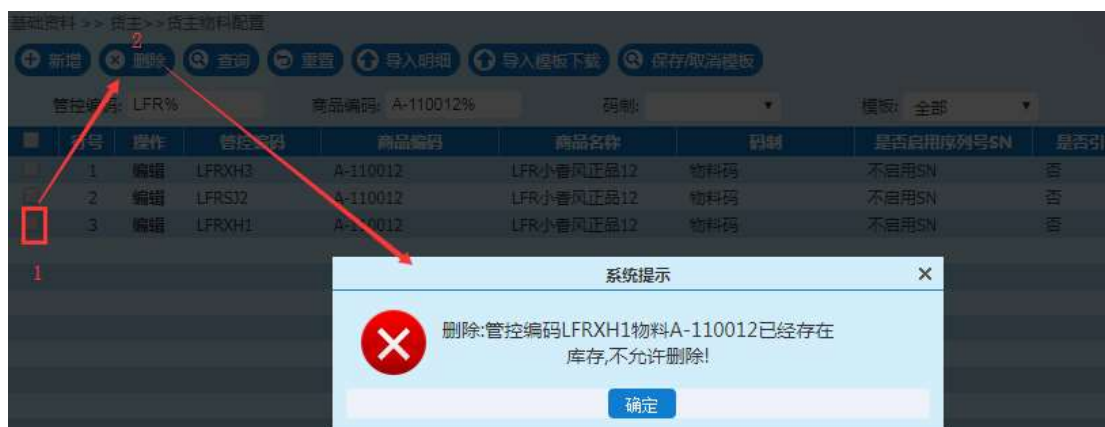 基础资料 >> 货主>>货主物料配置
2
新增 删除 查询 重置 导入明细 导入模板下载 保存/取消模板
管控编码: LFR% 商品编码: A-110012% 码制: 模板: 全部
行号 操作 管控编码 商品编码 商品名称 码制 是否启用序列号SN 是否引
1 编辑 LFRXH3 A-110012 LFR小香风正品12 物料码 不启用SN 否
2 编辑 LFRSJ2 A-110012 LFR小香风正品12 物料码 不启用SN 否
3 编辑 LFRXH1 A-110012 LFR小香风正品12 物料码 不启用SN 否
1
系统提示
删除:管控编码LFRXH1物料A-110012已经存在
库存,不允许删除!
确定